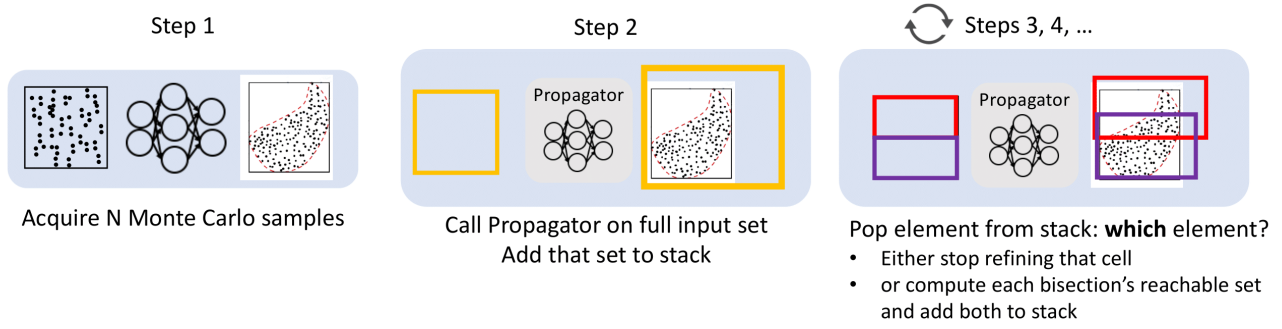 Step 1
Acquire N Monte Carlo samples
Step 2
Propagator
Call Propagator on full input set
Add that set to stack
Steps 3, 4, ...
Propagator
Pop element from stack: which element?
• Either stop refining that cell
• or compute each bisection's reachable set
and add both to stack